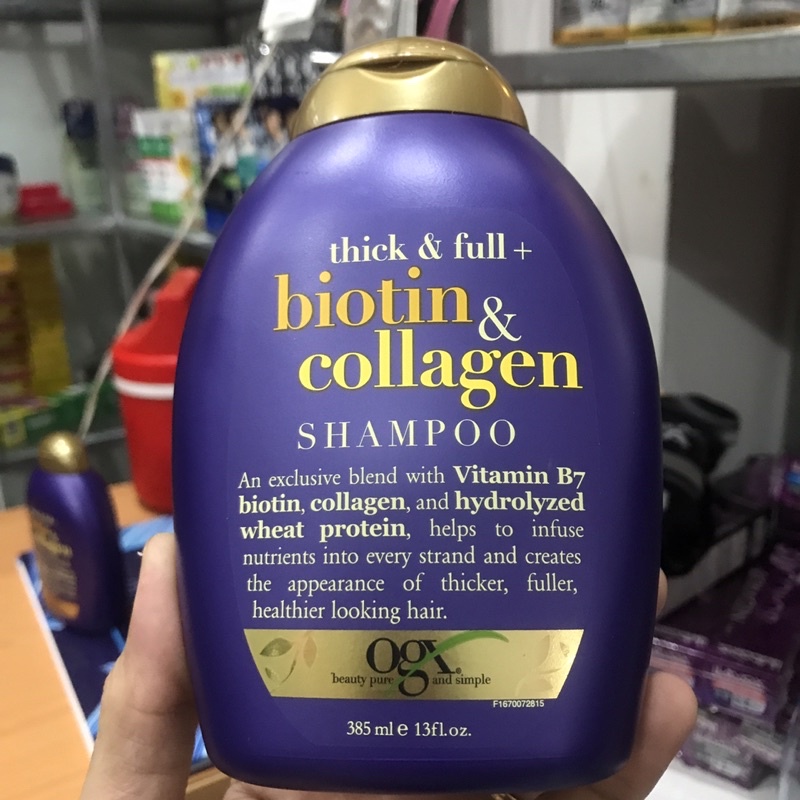 thick & full +
biotin &
collagen
SHAMPOO
An exclusive blend with Vitamin B7
biotin, collagen, and hydrolyzed
wheat protein, helps to infuse
nutrients into every strand and creates
the appearance of thicker, fuller,
healthier looking hair.
ogx®
beauty pure and simple
F1670072815
385 ml e 13fl.oz.